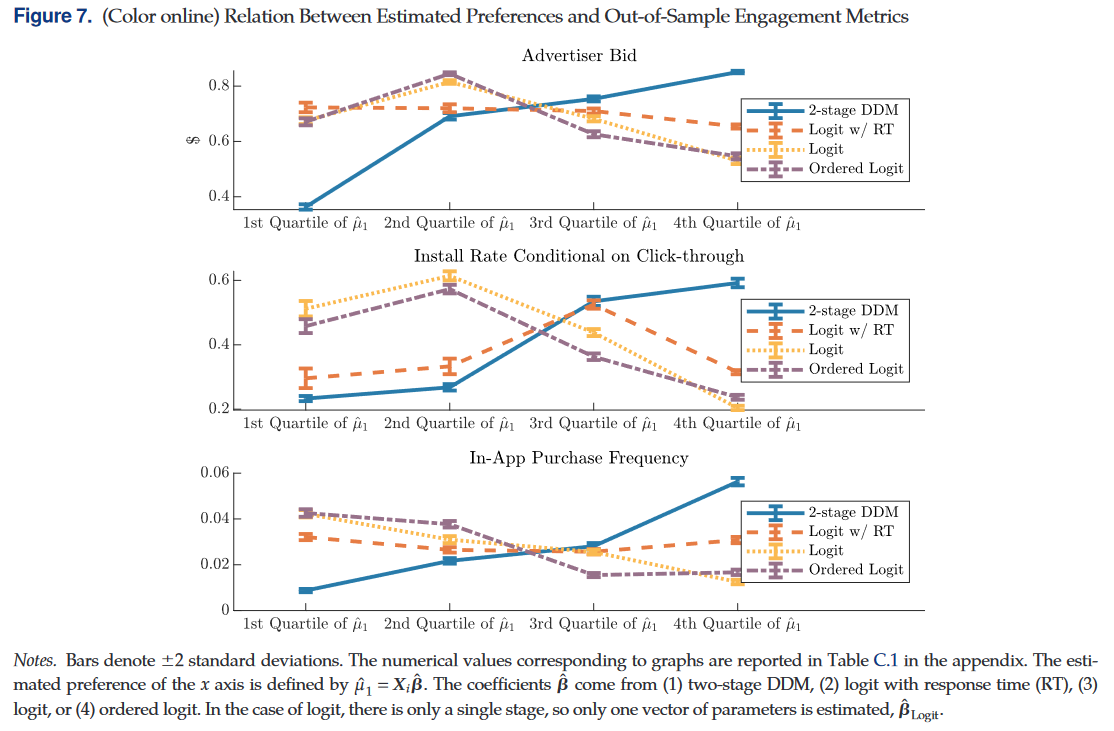 Figure 7. (Color online) Relation Between Estimated Preferences and Out-of-Sample Engagement Metrics
Advertiser Bid
$
0.8
0.6
0.4
1st Quartile of μ̂₁ 2nd Quartile of μ̂₁ 3rd Quartile of μ̂₁ 4th Quartile of μ̂₁
2-stage DDM
Logit w/ RT
Logit
Ordered Logit
Install Rate Conditional on Click-through
0.6
0.4
0.2
1st Quartile of μ̂₁ 2nd Quartile of μ̂₁ 3rd Quartile of μ̂₁ 4th Quartile of μ̂₁
2-stage DDM
Logit w/ RT
Logit
Ordered Logit
In-App Purchase Frequency
0.06
0.04
0.02
0
1st Quartile of μ̂₁ 2nd Quartile of μ̂₁ 3rd Quartile of μ̂₁ 4th Quartile of μ̂₁
2-stage DDM
Logit w/ RT
Logit
Ordered Logit
Notes. Bars denote ±2 standard deviations. The numerical values corresponding to graphs are reported in Table C.1 in the appendix. The esti-
mated preference of the x axis is defined by μ̂₁ = Xᵢβ̂. The coefficients β̂ come from (1) two-stage DDM, (2) logit with response time (RT), (3)
logit, or (4) ordered logit. In the case of logit, there is only a single stage, so only one vector of parameters is estimated, β̂Logit.